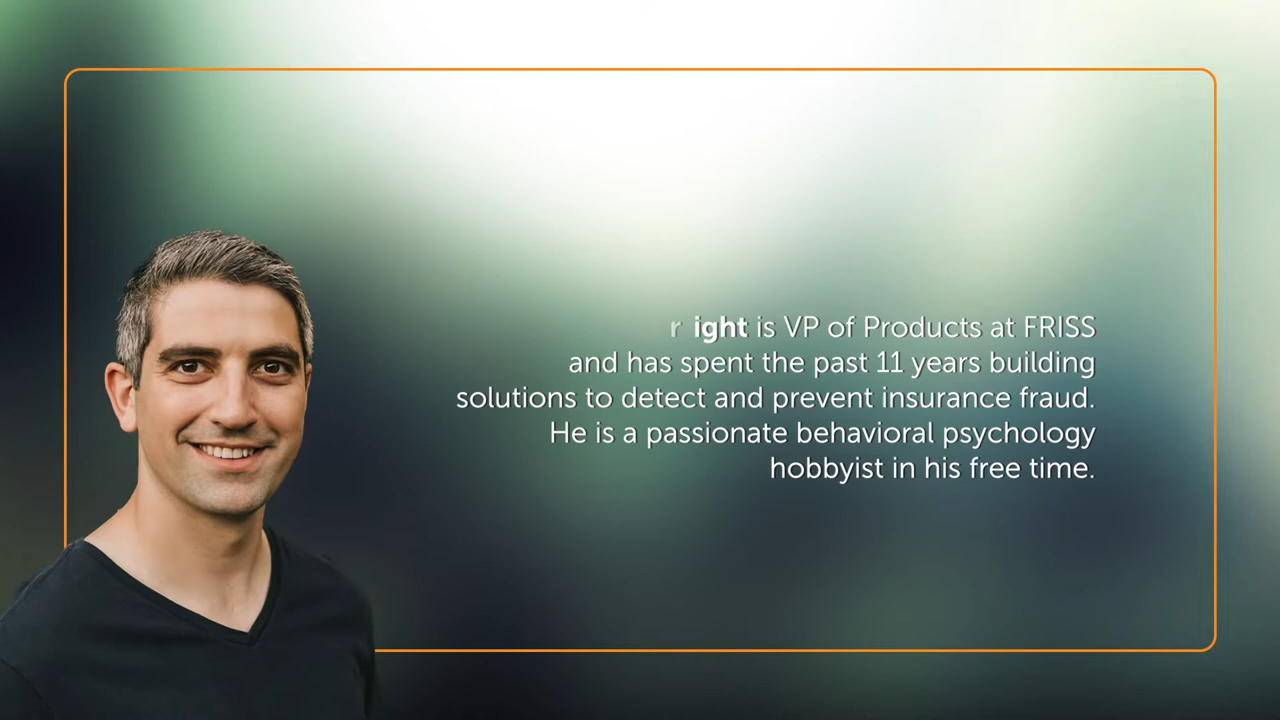 r ight is VP of Products at FRISS
and has spent the past 11 years building
solutions to detect and prevent insurance fraud.
He is a passionate behavioral psychology
hobbyist in his free time.